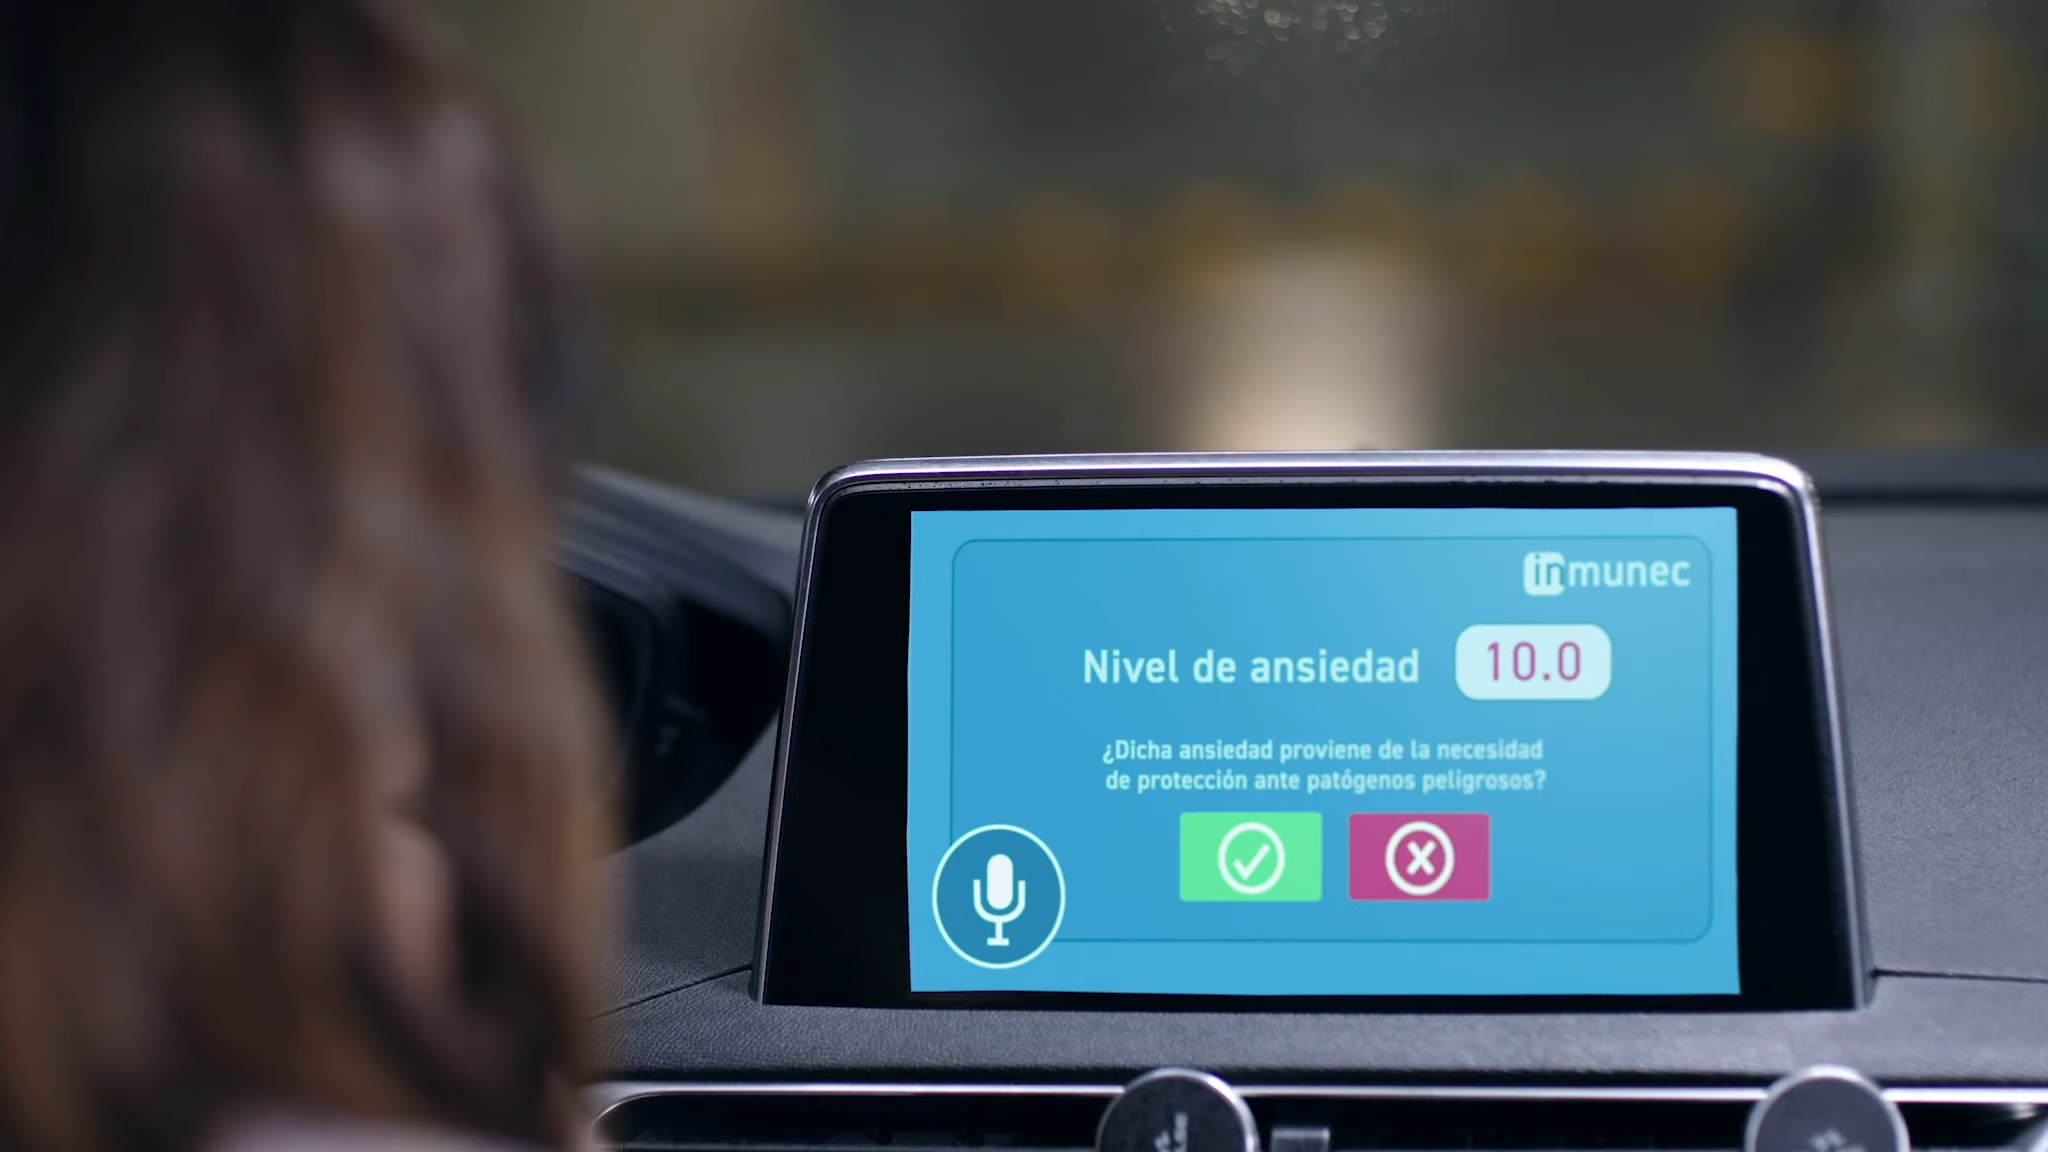 inmunec
Nivel de ansiedad 10.0
¿Dicha ansiedad proviene de la necesidad
de protección ante patógenos peligrosos?